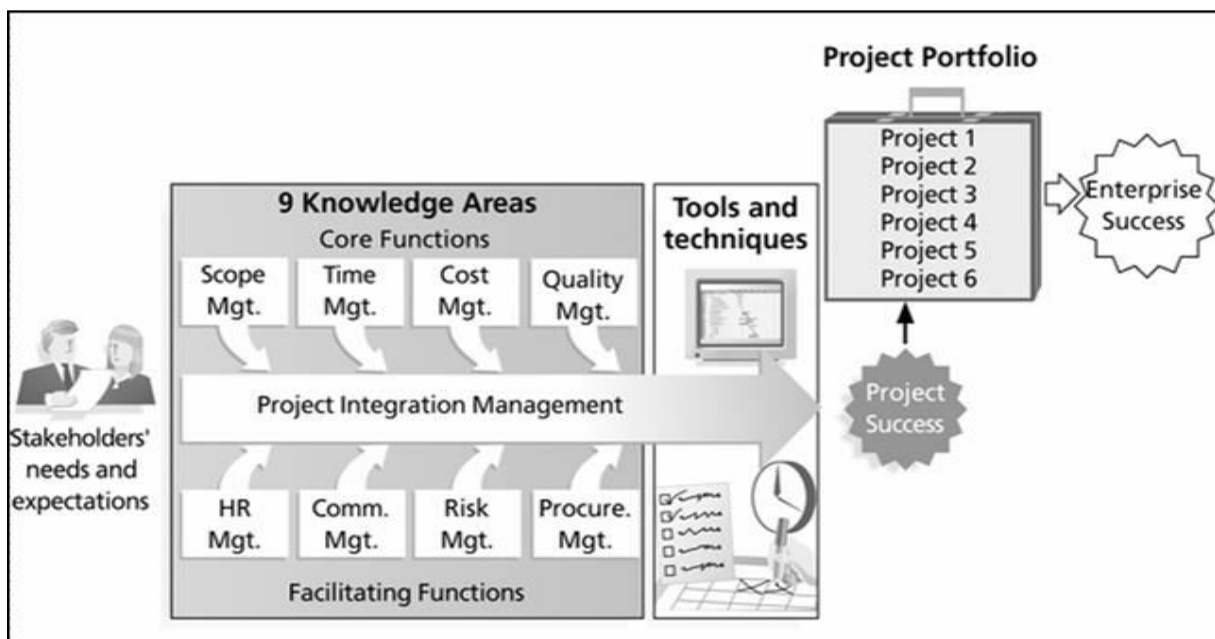 Project Portfolio
Project 1
Project 2
Project 3
Project 4
Project 5
Project 6
Enterprise
Success
9 Knowledge Areas
Core Functions
Scope
Mgt.
Time
Mgt.
Cost
Mgt.
Quality
Mgt.
Tools and
techniques
Project Integration Management
Project
Success
Stakeholders'
needs and
expectations
HR
Mgt.
Comm.
Mgt.
Risk
Mgt.
Procure.
Mgt.
Facilitating Functions